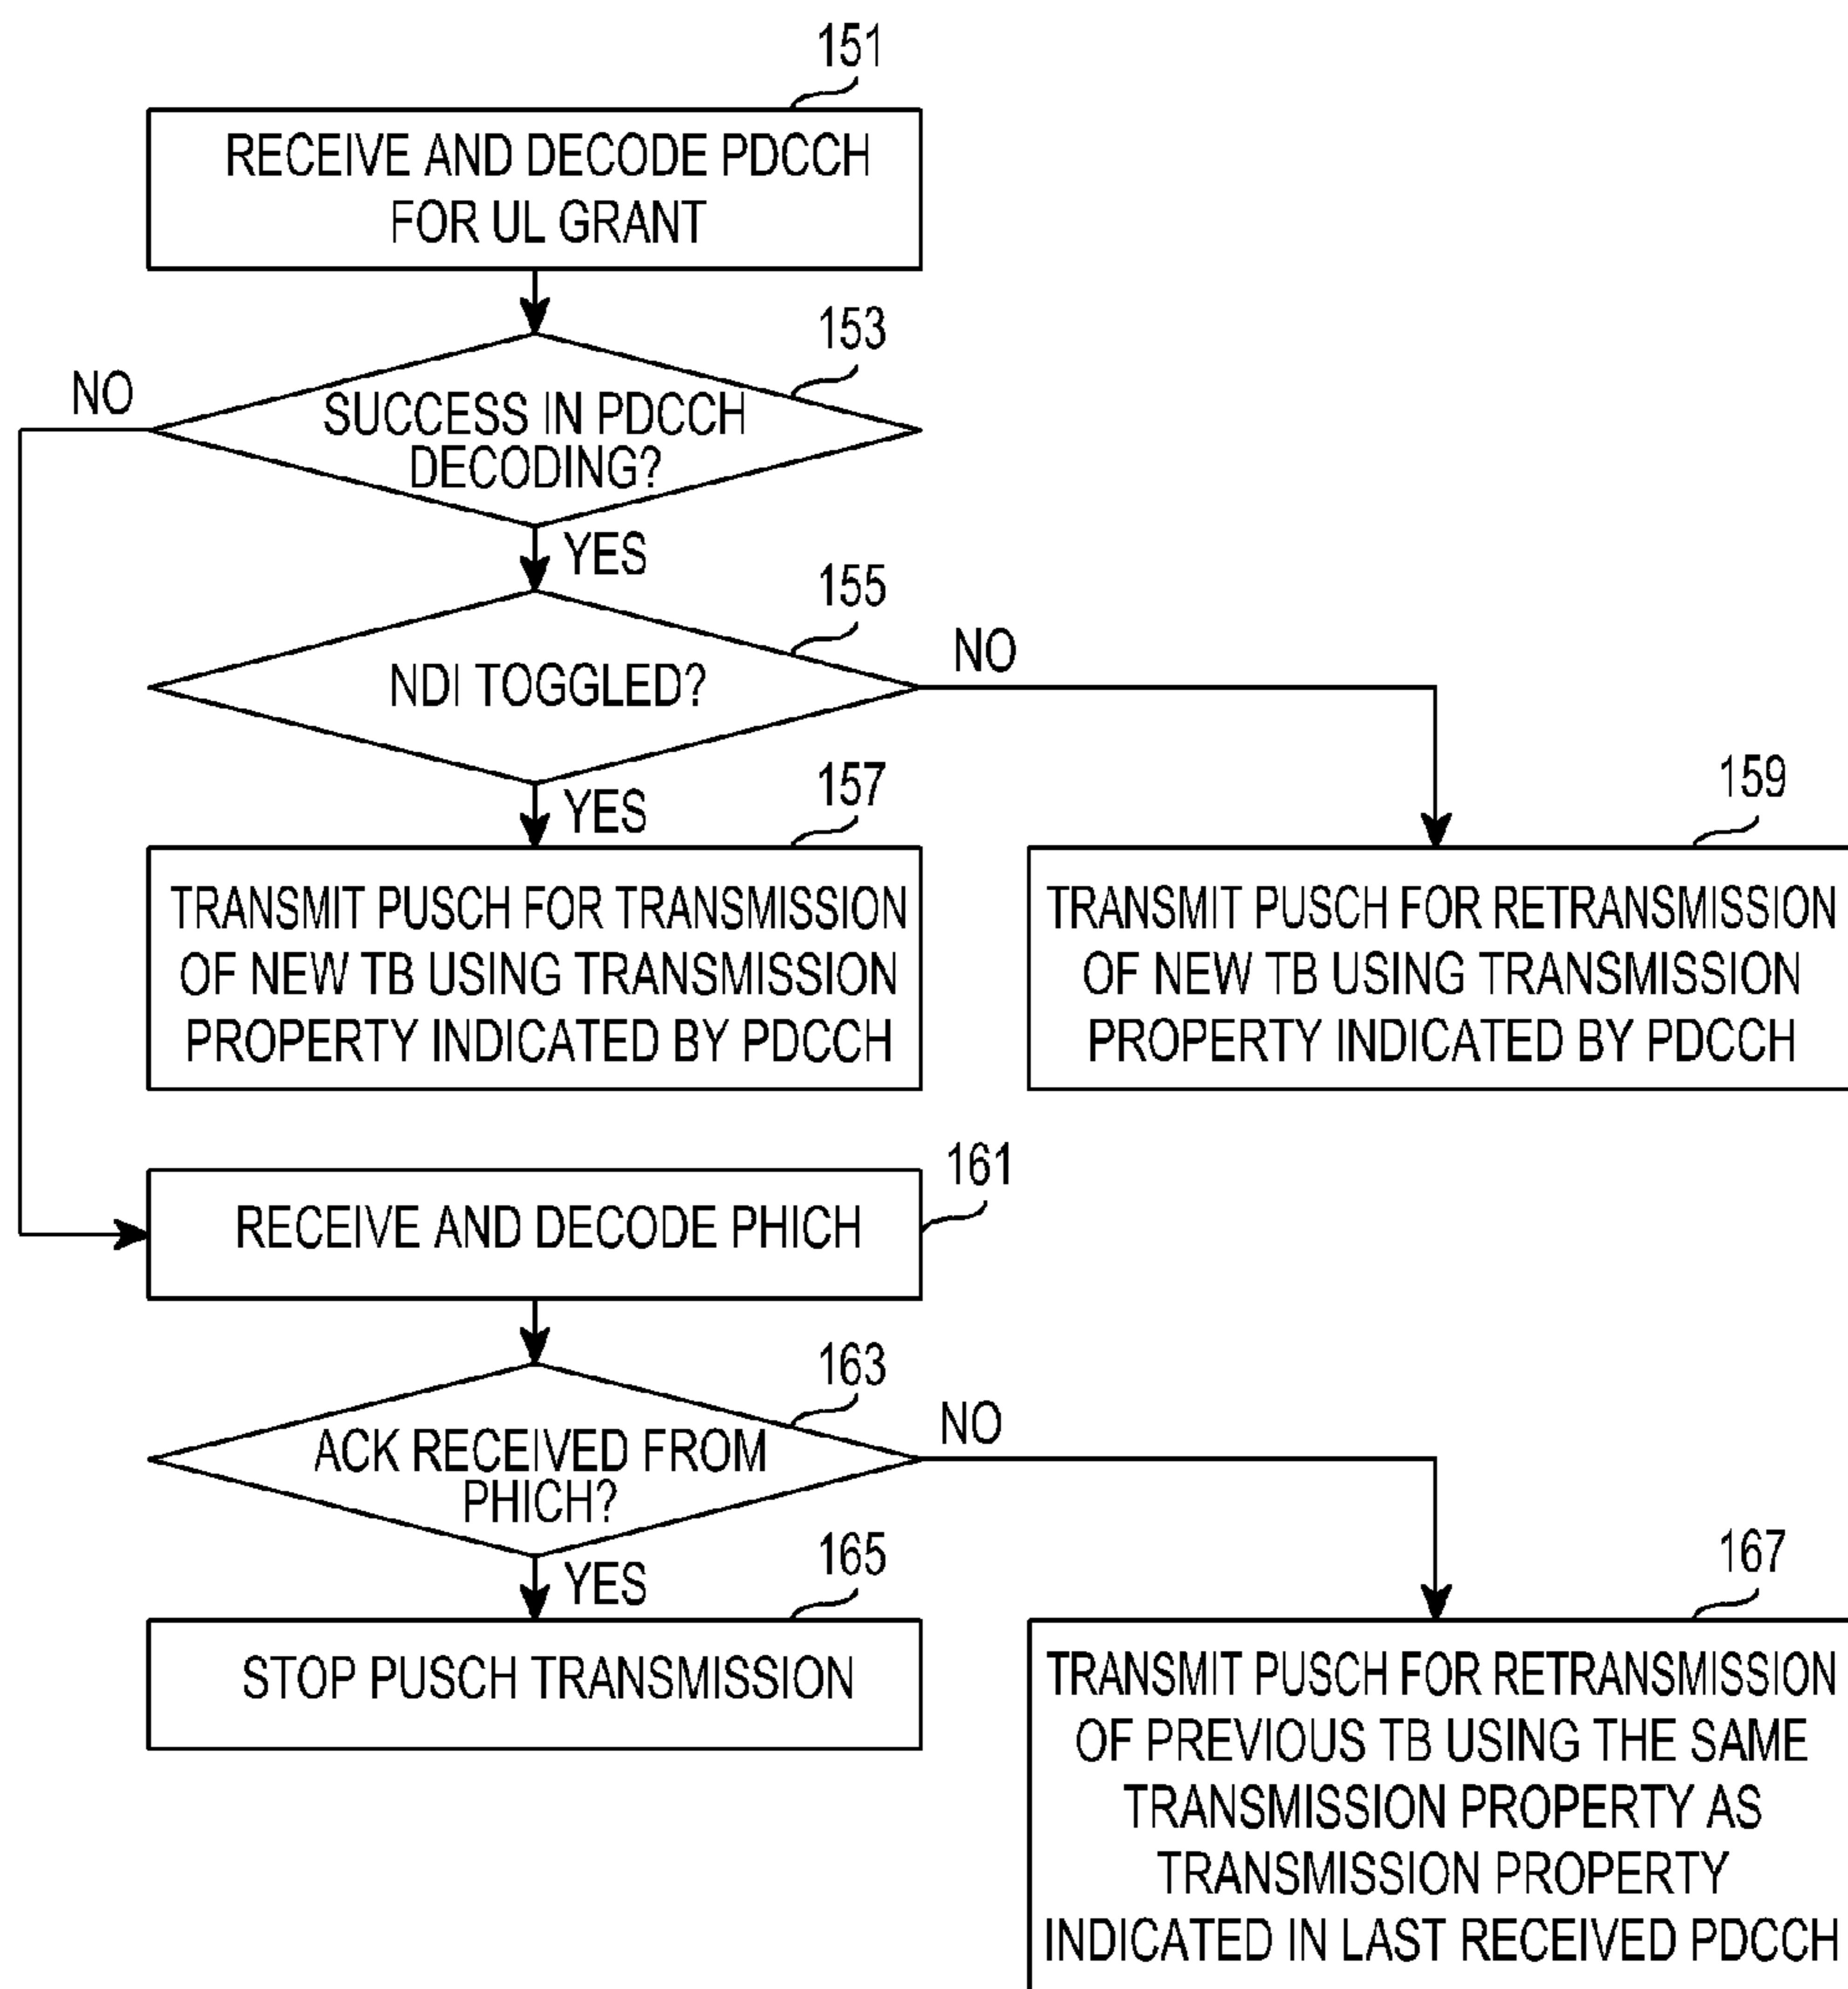 151
RECEIVE AND DECODE PDCCH
FOR UL GRANT
153
NO
SUCCESS IN PDCCH
DECODING?
YES
155
NO
NDI TOGGLED?
YES
157
159
TRANSMIT PUSCH FOR TRANSMISSION
OF NEW TB USING TRANSMISSION
PROPERTY INDICATED BY PDCCH
TRANSMIT PUSCH FOR RETRANSMISSION
OF NEW TB USING TRANSMISSION
PROPERTY INDICATED BY PDCCH
161
RECEIVE AND DECODE PHICH
163
NO
ACK RECEIVED FROM
PHICH?
YES
165
167
STOP PUSCH TRANSMISSION
TRANSMIT PUSCH FOR RETRANSMISSION
OF PREVIOUS TB USING THE SAME
TRANSMISSION PROPERTY AS
TRANSMISSION PROPERTY
INDICATED IN LAST RECEIVED PDCCH